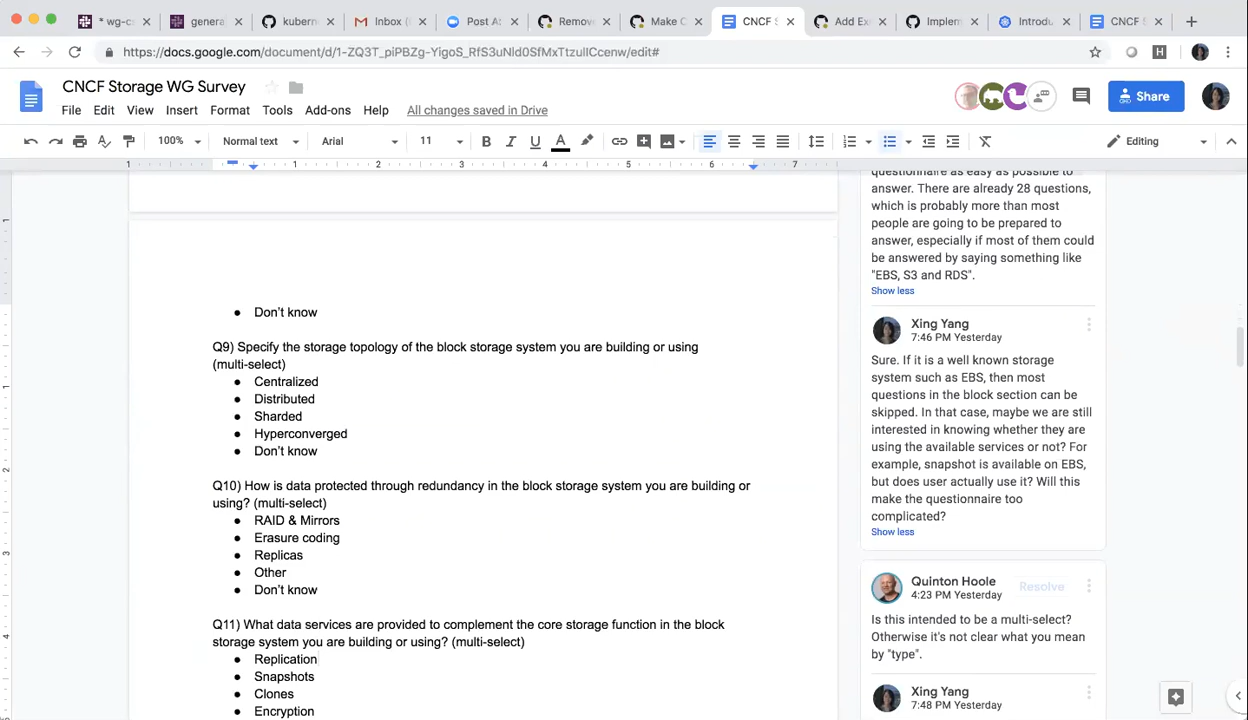 * wg-cs
genera
kuberne
Inbox (
Post As
Remove
Make C
CNCF S
Add Ex
Implem
Introdu
CNCF S
https://docs.google.com/document/d/1-ZQ3T_piPBZg-YigoS_RfS3uNld0SfMxTtzulICcenw/edit#
CNCF Storage WG Survey
File Edit View Insert Format Tools Add-ons Help All changes saved in Drive
Share
100% Normal text Arial 11 Editing
1 1 2 3 4 5 6 7
questionnaire as easy as possible to
answer. There are already 28 questions,
which is probably more than most
people are going to be prepared to
answer, especially if most of them could
be answered by saying something like
"EBS, S3 and RDS".
Show less
Xing Yang
7:46 PM Yesterday
Sure. If it is a well known storage
system such as EBS, then most
questions in the block section can be
skipped. In that case, maybe we are still
interested in knowing whether they are
using the available services or not? For
example, snapshot is available on EBS,
but does user actually use it? Will this
make the questionnaire too
complicated?
Show less
Quinton Hoole Resolve
4:23 PM Yesterday
Is this intended to be a multi-select?
Otherwise it's not clear what you mean
by "type".
Xing Yang
7:48 PM Yesterday
● Don't know
Q9) Specify the storage topology of the block storage system you are building or using
(multi-select)
● Centralized
● Distributed
● Sharded
● Hyperconverged
● Don't know
Q10) How is data protected through redundancy in the block storage system you are building or
using? (multi-select)
● RAID & Mirrors
● Erasure coding
● Replicas
● Other
● Don't know
Q11) What data services are provided to complement the core storage function in the block
storage system you are building or using? (multi-select)
● Replication
● Snapshots
● Clones
● Encryption